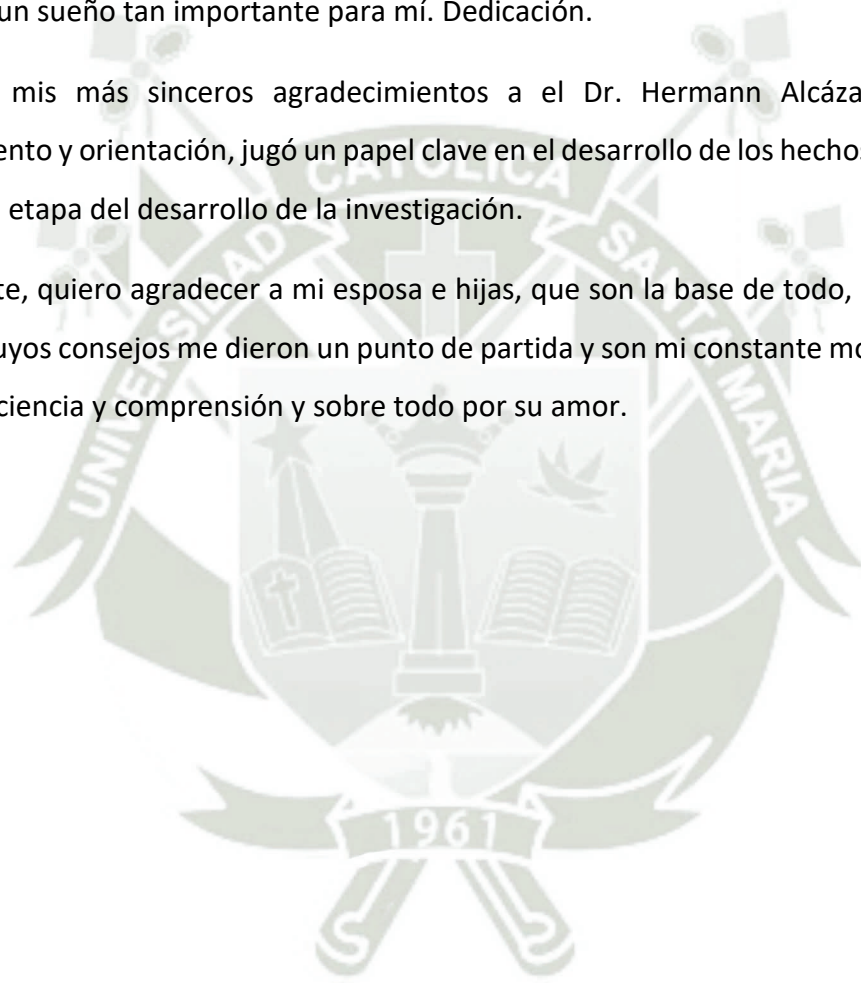 un sueño tan importante para mí. Dedicación.
mis más sinceros agradecimientos a el Dr. Hermann Alcáza
ento y orientación, jugó un papel clave en el desarrollo de los hechos
etapa del desarrollo de la investigación.
te, quiero agradecer a mi esposa e hijas, que son la base de todo,
uyos consejos me dieron un punto de partida y son mi constante mo
ciencia y comprensión y sobre todo por su amor.
UNIVERSIDAD CATOLICA SANTA MARIA
1961